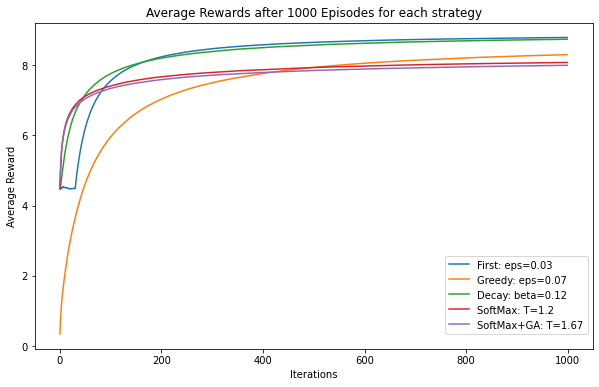 Average Rewards after 1000 Episodes for each strategy
Average Reward
8
6
4
2
0
First: eps=0.03
Greedy: eps=0.07
Decay: beta=0.12
SoftMax: T=1.2
SoftMax+GA: T=1.67
0 200 400 600 800 1000
Iterations